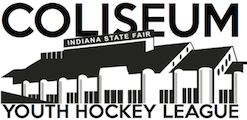 COLISEUM
INDIANA STATE FAIR
YOUTH HOCKEY LEAGUE